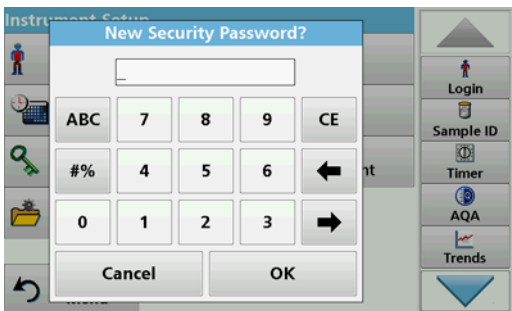 Instrument Setup
New Security Password?
_
ABC 7 8 9 CE
#% 4 5 6
0 1 2 3
Cancel OK
Login
Sample ID
Timer
AQA
Trends